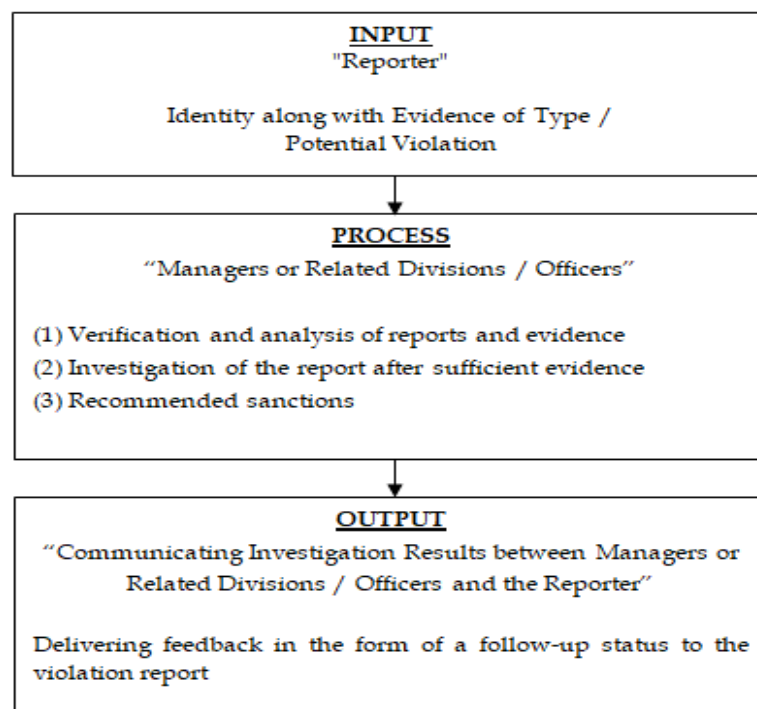 INPUT
"Reporter"
Identity along with Evidence of Type /
Potential Violation
PROCESS
“Managers or Related Divisions / Officers”
(1) Verification and analysis of reports and evidence
(2) Investigation of the report after sufficient evidence
(3) Recommended sanctions
OUTPUT
“Communicating Investigation Results between Managers or
Related Divisions / Officers and the Reporter”
Delivering feedback in the form of a follow-up status to the
violation report